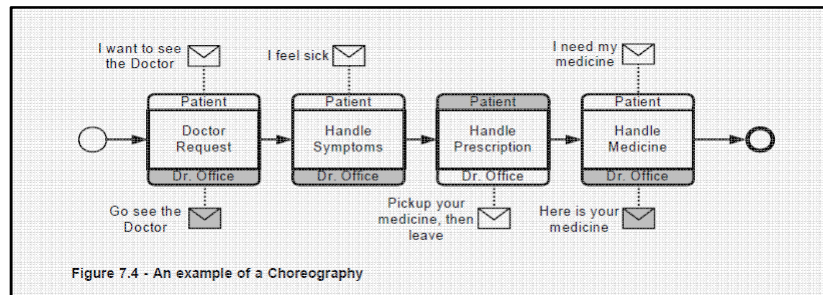 I want to see
the Doctor
I feel sick
I need my
medicine
Patient
Patient
Patient
Patient
Doctor
Request
Handle
Symptoms
Handle
Prescription
Handle
Medicine
Dr. Office
Dr. Office
Dr. Office
Dr. Office
Go see the
Doctor
Pickup your
medicine, then
leave
Here is your
medicine
Figure 7.4 - An example of a Choreography